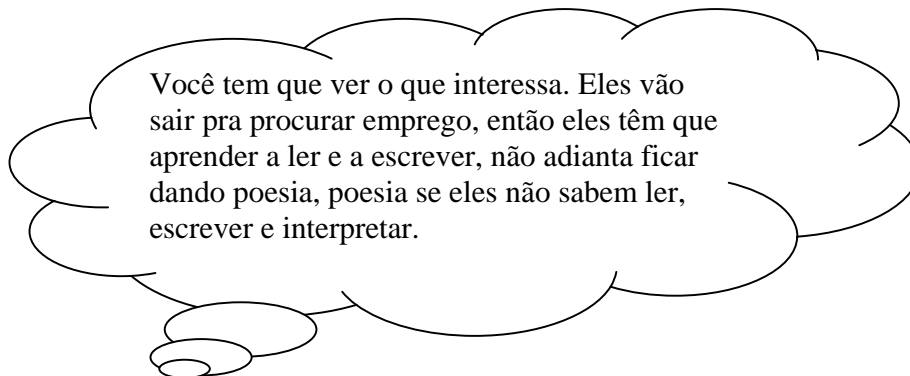 Você tem que ver o que interessa. Eles vão
sair pra procurar emprego, então eles têm que
aprender a ler e a escrever, não adianta ficar
dando poesia, poesia se eles não sabem ler,
escrever e interpretar.